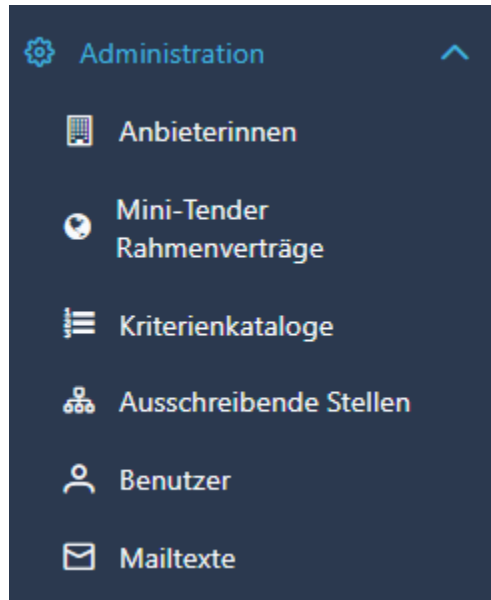 Administration
Anbieterinnen
Mini-Tender
Rahmenverträge
Kriterienkataloge
Ausschreibende Stellen
Benutzer
Mailtexte